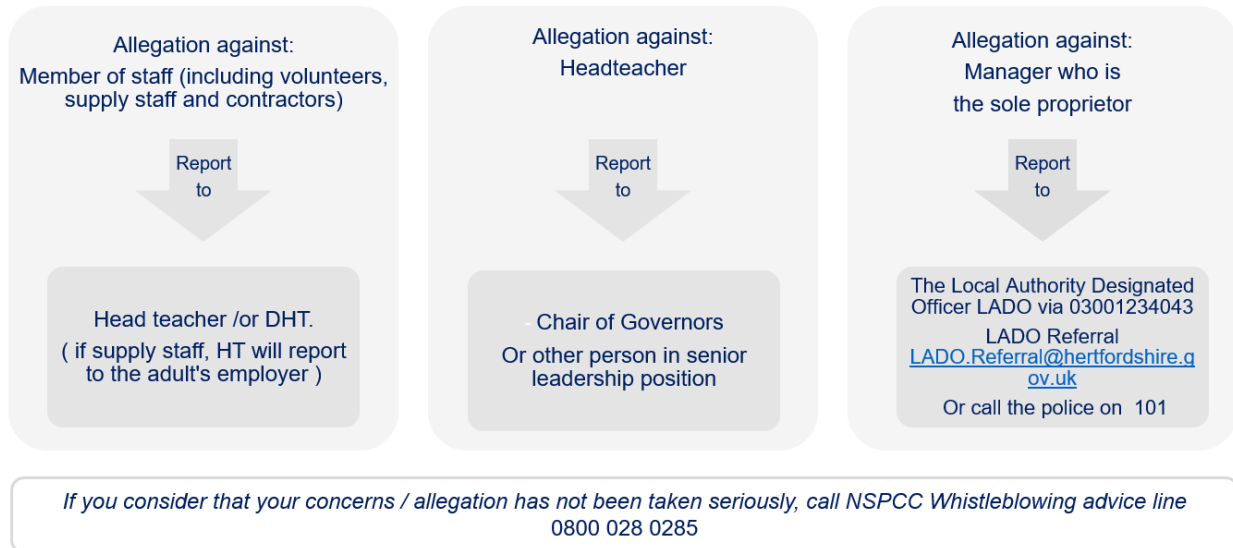 Allegation against:
Member of staff (including volunteers,
supply staff and contractors)
Report
to
Head teacher /or DHT.
( if supply staff, HT will report
to the adult's employer )
Allegation against:
Headteacher
Report
to
- Chair of Governors
Or other person in senior
leadership position
Allegation against:
Manager who is
the sole proprietor
Report
to
The Local Authority Designated
Officer LADO via 03001234043
LADO Referral
LADO.Referral@hertfordshire.g
ov.uk
Or call the police on 101
If you consider that your concerns / allegation has not been taken seriously, call NSPCC Whistleblowing advice line
0800 028 0285